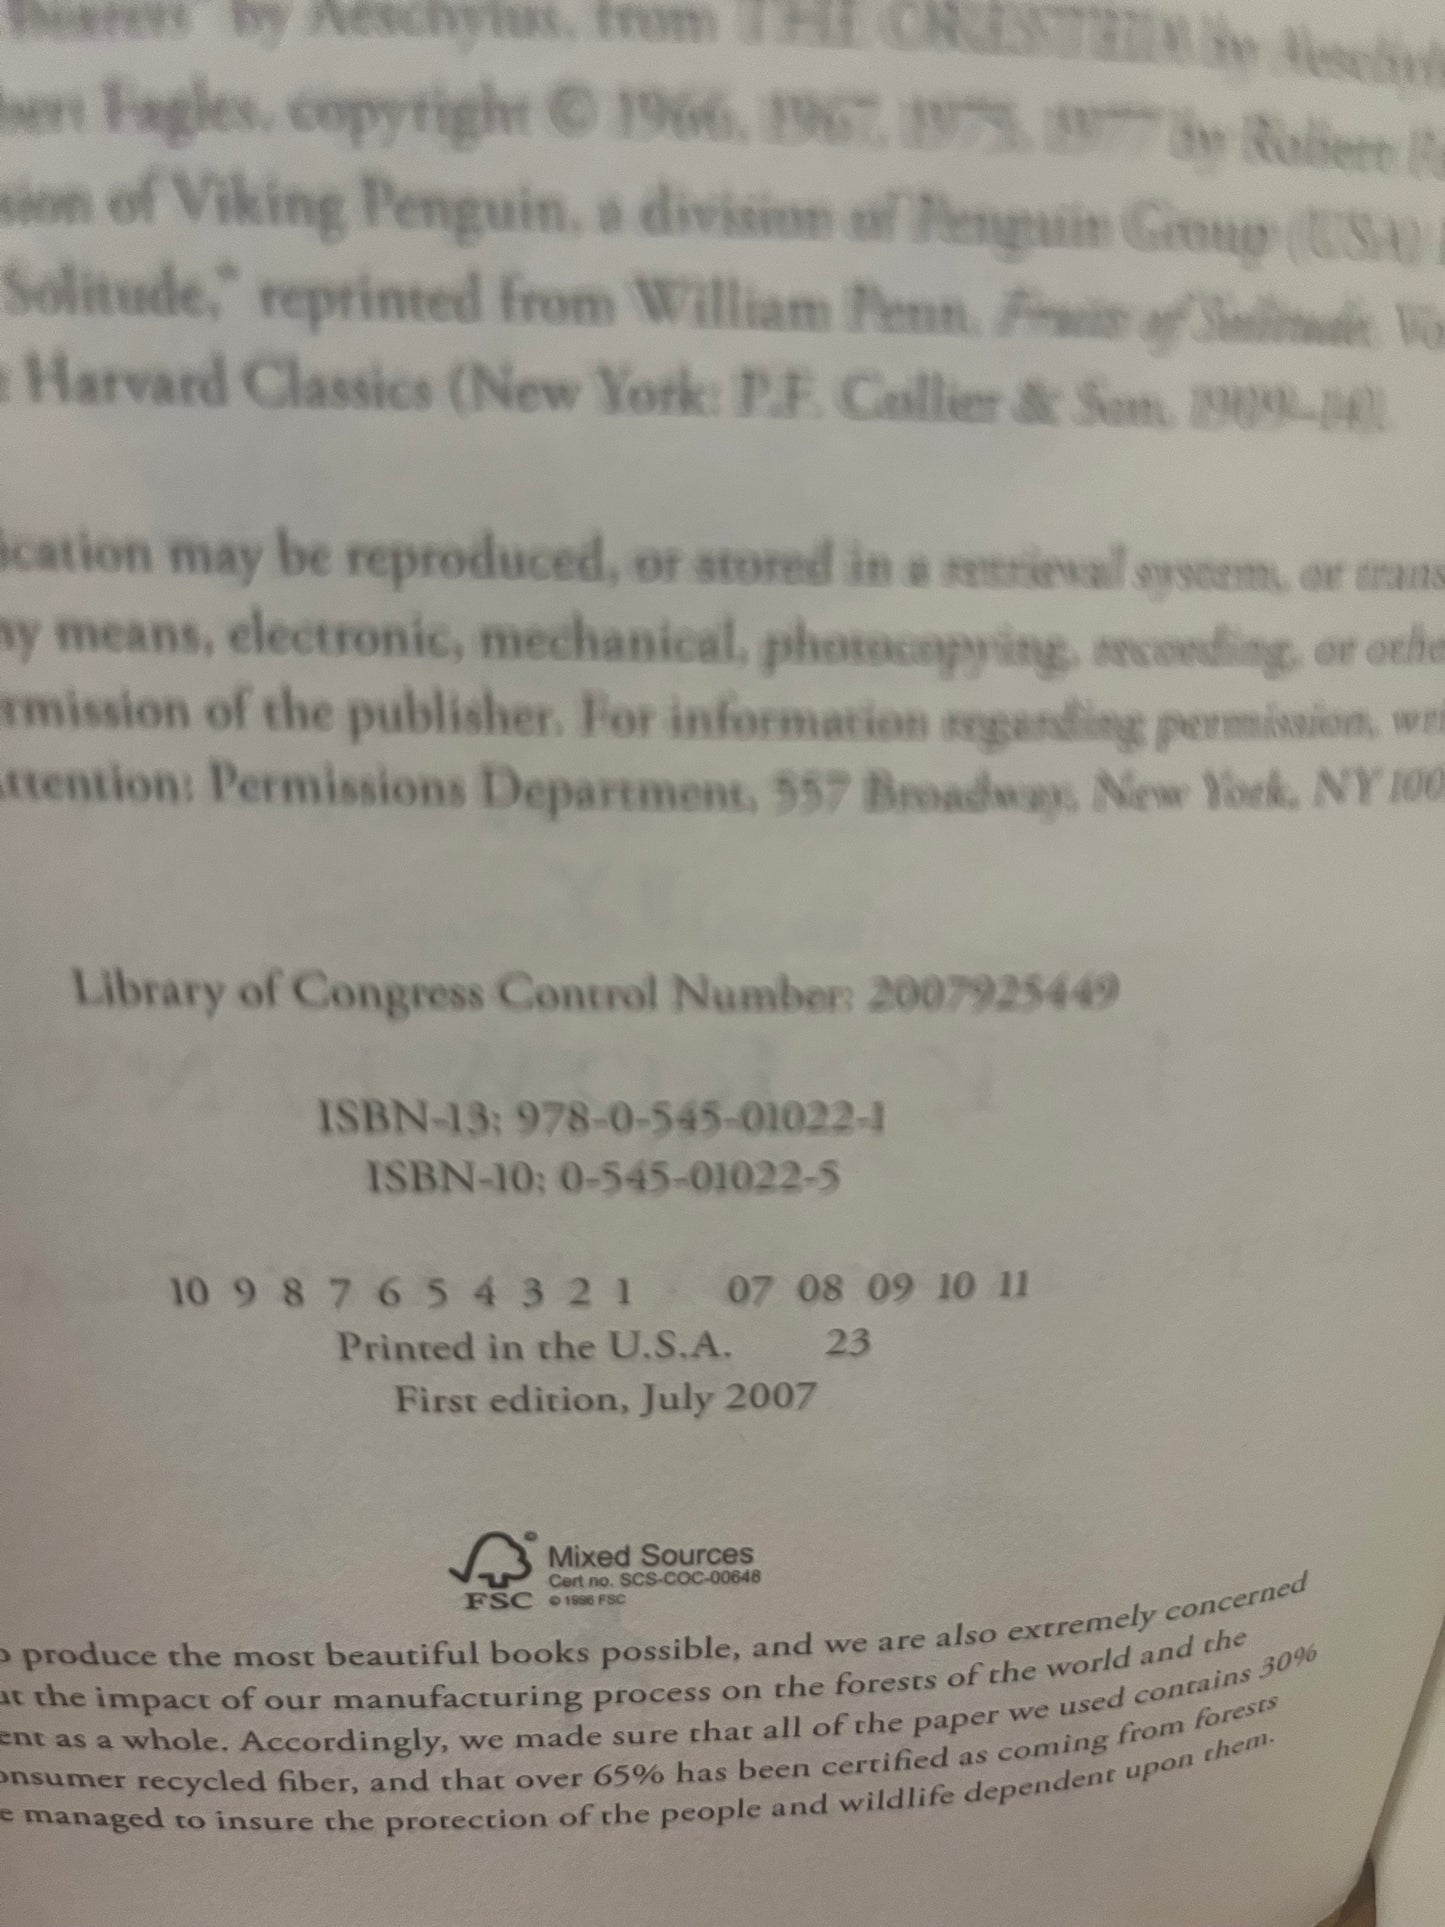 Bearers" by Aeschylus, from THE ORESTEIA by Aeschylus
bert Fagles, copyright © 1966, 1967, 1975, 1977 by Robert
sion of Viking Penguin, a division of Penguin Group (USA)
Solitude," reprinted from William Penn, Fruits of Solitude, Vo
Harvard Classics (New York: P.F. Collier & Son, 1909–14).
ication may be reproduced, or stored in a retrieval system, or trans
ny means, electronic, mechanical, photocopying, recording, or othe
rmission of the publisher. For information regarding permission, wri
ttention: Permissions Department, 557 Broadway, New York, NY 100
Library of Congress Control Number: 2007925449
ISBN-13: 978-0-545-01022-1
ISBN-10: 0-545-01022-5
10 9 8 7 6 5 4 3 2 1 07 08 09 10 11
Printed in the U.S.A. 23
First edition, July 2007
Mixed Sources
Cert no. SCS-COC-00648
FSC © 1996 FSC
o produce the most beautiful books possible, and we are also extremely concerned
ut the impact of our manufacturing process on the forests of the world and the
ent as a whole. Accordingly, we made sure that all of the paper we used contains 30%
onsumer recycled fiber, and that over 65% has been certified as coming from forests
e managed to insure the protection of the people and wildlife dependent upon them.